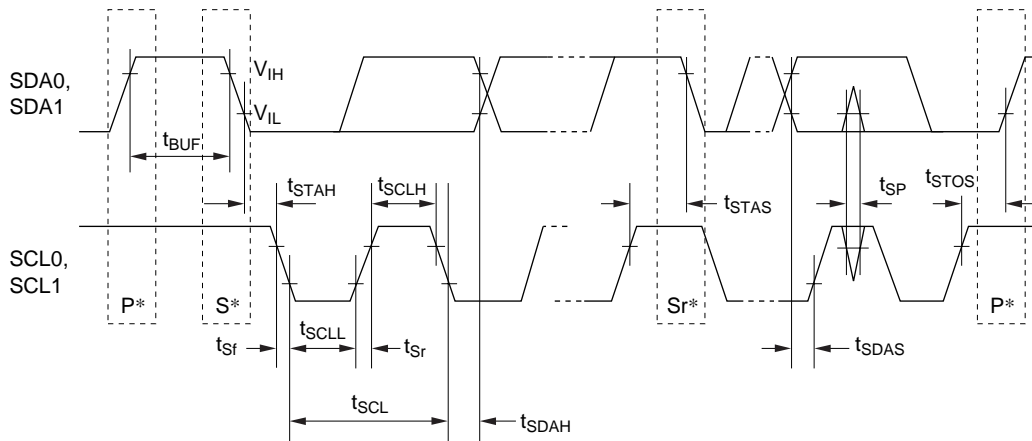 SDA0,
SDA1
VIH
VIL
tBUF
tSTAH
tSCLH
tSTAS
tSP
tSTOS
SCL0,
SCL1
P*
S*
Sr*
P*
tSf
tSCLL
tSr
tSDAS
tSCL
tSDAH